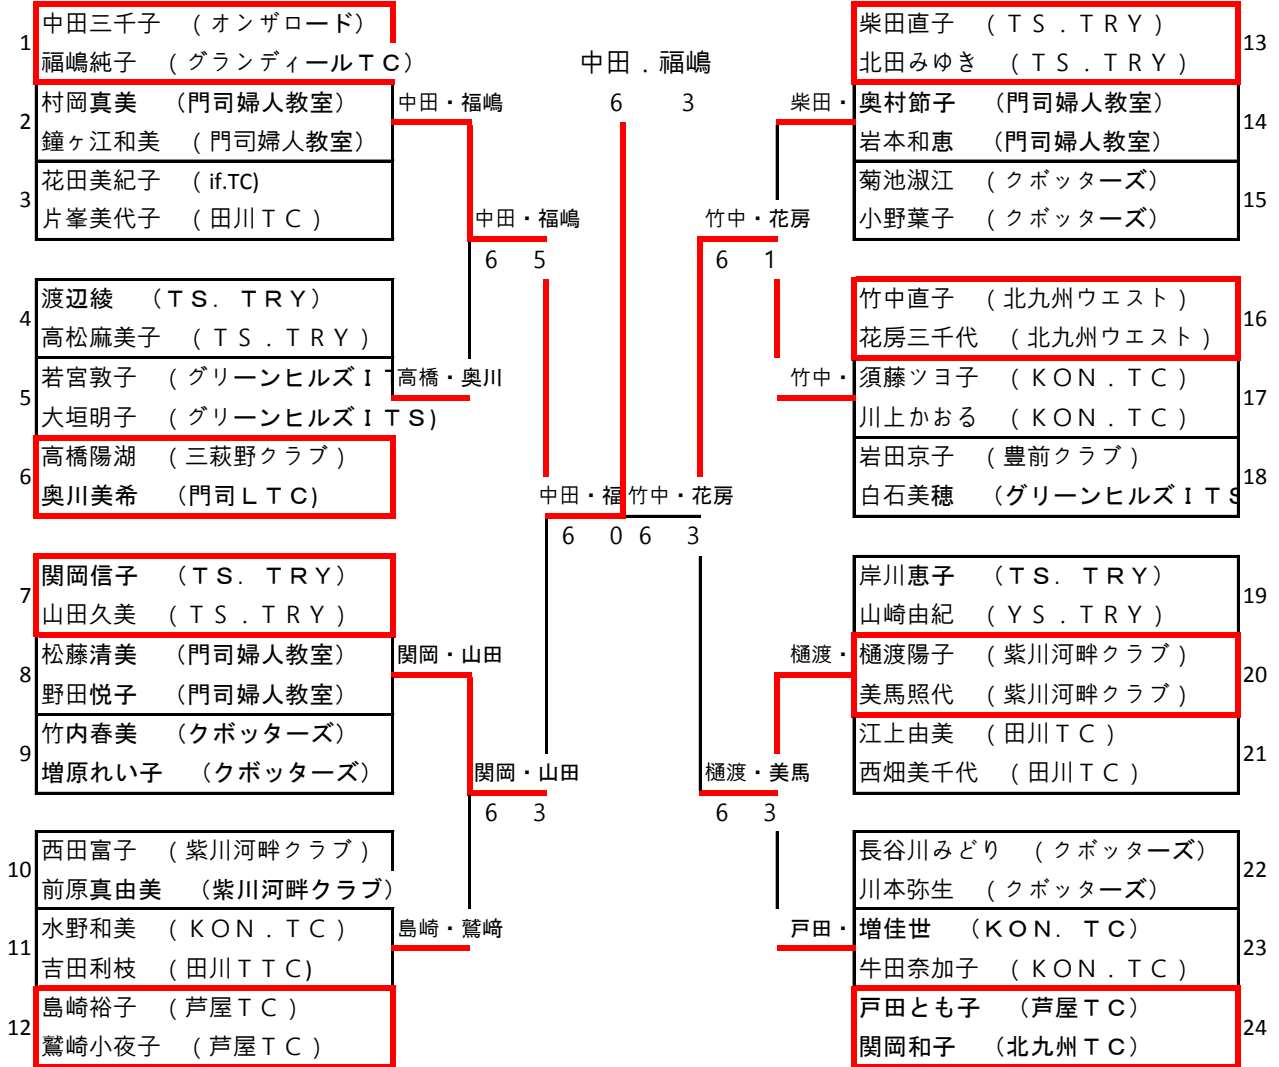 1
中田三千子 (オンザロード)
福嶋純子 (グランディールTC)
2
村岡真美 (門司婦人教室)
鐘ヶ江和美 (門司婦人教室)
3
花田美紀子 (if.TC)
片峯美代子 (田川TC)
4
渡辺綾 (TS.TRY)
高松麻美子 (TS.TRY)
5
若宮敦子 (グリーンヒルズIT
大垣明子 (グリーンヒルズITS)
6
高橋陽湖 (三萩野クラブ)
奥川美希 (門司LTC)
7
関岡信子 (TS.TRY)
山田久美 (TS.TRY)
8
松藤清美 (門司婦人教室)
野田悦子 (門司婦人教室)
9
竹内春美 (クボッターズ)
増原れい子 (クボッターズ)
10
西田富子 (紫川河畔クラブ)
前原真由美 (紫川河畔クラブ)
11
水野和美 (KON.TC)
吉田利枝 (田川TTC)
12
島崎裕子 (芦屋TC)
鷲崎小夜子 (芦屋TC)
中田・福嶋
高橋・奥川
関岡・山田
島崎・鷲崎
中田・福嶋
6 5
関岡・山田
6 3
中田・福
6 0
中田.福嶋
6 3
竹中・花房
6 3
竹中・花房
6 1
樋渡・美馬
6 3
柴田・
竹中・
樋渡・
戸田・
柴田直子 (TS.TRY)
北田みゆき (TS.TRY)
13
奥村節子 (門司婦人教室)
岩本和恵 (門司婦人教室)
14
菊池淑江 (クボッターズ)
小野葉子 (クボッターズ)
15
竹中直子 (北九州ウエスト)
花房三千代 (北九州ウエスト)
16
須藤ツヨ子 (KON.TC)
川上かおる (KON.TC)
17
岩田京子 (豊前クラブ)
白石美穂 (グリーンヒルズITS
18
岸川恵子 (TS.TRY)
山崎由紀 (YS.TRY)
19
樋渡陽子 (紫川河畔クラブ)
美馬照代 (紫川河畔クラブ)
20
江上由美 (田川TC)
西畑美千代 (田川TC)
21
長谷川みどり (クボッターズ)
川本弥生 (クボッターズ)
22
増佳世 (KON.TC)
牛田奈加子 (KON.TC)
23
戸田とも子 (芦屋TC)
関岡和子 (北九州TC)
24